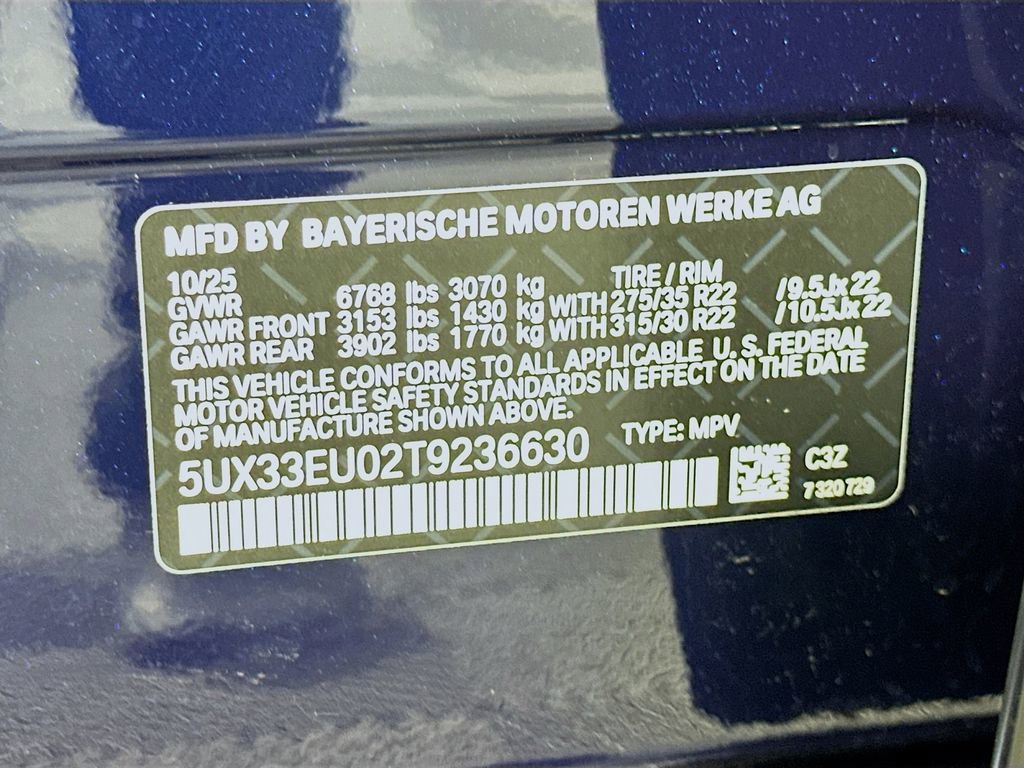 MFD BY BAYERISCHE MOTOREN WERKE AG
10/25 TIRE / RIM
GVWR 6768 lbs 3070 kg
GAWR FRONT 3153 lbs 1430 kg WITH 275/35 R22 /9.5Jx22
GAWR REAR 3902 lbs 1770 kg WITH 315/30 R22 /10.5Jx22
THIS VEHICLE CONFORMS TO ALL APPLICABLE U. S. FEDERAL
MOTOR VEHICLE SAFETY STANDARDS IN EFFECT ON THE DATE
OF MANUFACTURE SHOWN ABOVE.
5UX33EU02T9236630 TYPE: MPV
C3Z
7 320 729